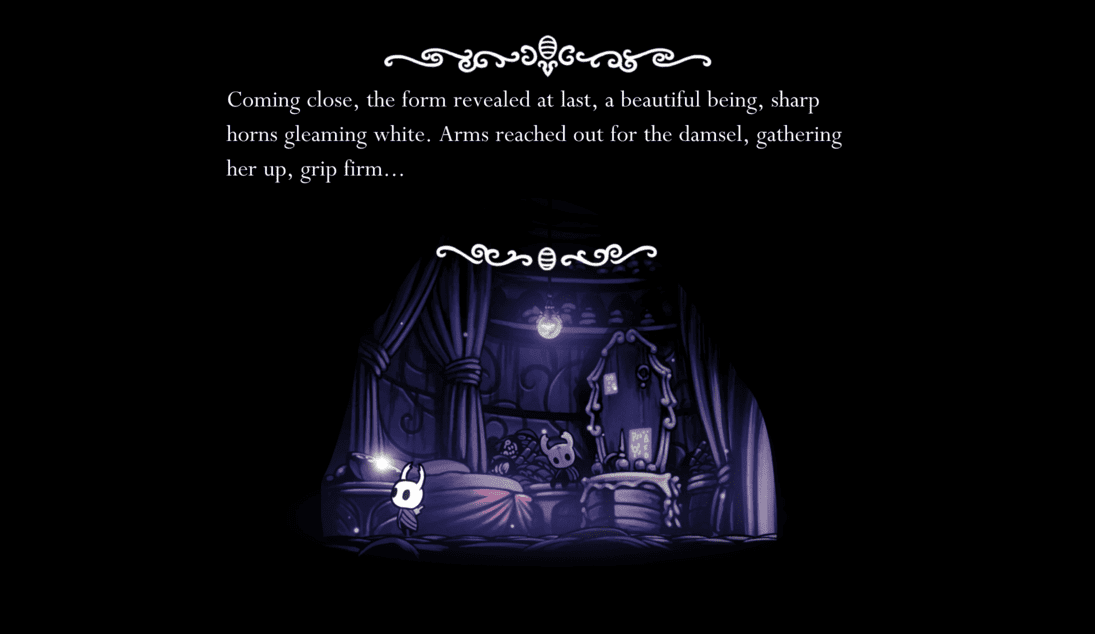 Coming close, the form revealed at last, a beautiful being, sharp
horns gleaming white. Arms reached out for the damsel, gathering
her up, grip firm...